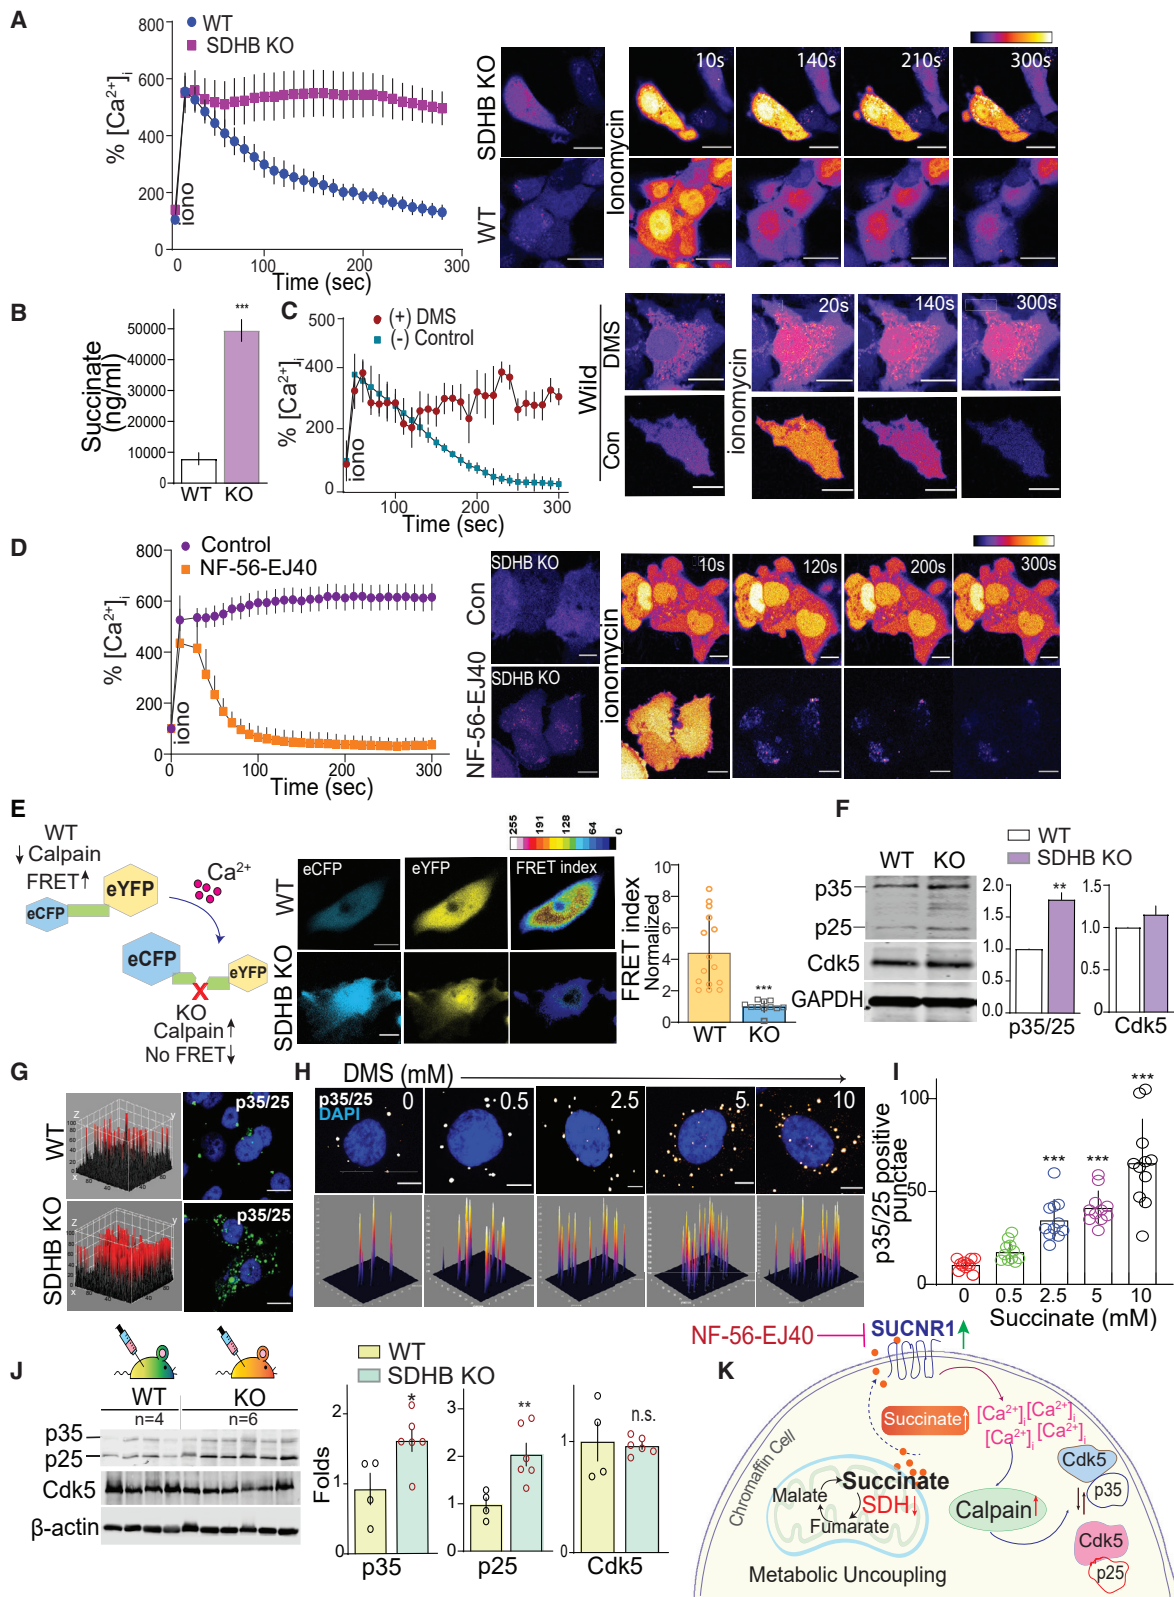 A
WT
SDHB KO
% [Ca2+]i
800
600
400
200
0
iono
0
100
200
300
Time (sec)
SDHB KO
WT
Ionomycin
10s
140s
210s
300s
B
Succinate
(ng/ml)
50000
40000
30000
20000
10000
0
***
WT
KO
C
(+) DMS
(-) Control
% [Ca2+]i
500
400
200
0
iono
100
200
300
Time (sec)
Wild
DMS
Con
ionomycin
20s
140s
300s
D
Control
NF-56-EJ40
% [Ca2+]i
800
600
400
200
0
iono
0
100
200
300
Time (sec)
Con
NF-56-EJ40
SDHB KO
SDHB KO
ionomycin
10s
120s
200s
300s
E
WT
↓ Calpain
FRET↑
eCFP
eYFP
Ca2+
eCFP
eYFP
X
KO
Calpain↑
No FRET↓
255
191
128
64
0
WT
SDHB KO
eCFP
eYFP
FRET index
FRET index
Normalized
10
8
6
4
2
0
***
WT
KO
F
WT
SDHB KO
WT
KO
p35
p25
Cdk5
GAPDH
2.0
1.5
1.0
0.5
0.0
**
p35/25
1.5
1.0
0.5
0.0
Cdk5
G
WT
SDHB KO
p35/25
p35/25
H
DMS (mM)
p35/25
DAPI
0
0.5
2.5
5
10
I
p35/25 positive
punctae
100
50
0
***
***
***
0
0.5
2.5
5
10
Succinate (mM)
J
WT
KO
n=4
n=6
p35
p25
Cdk5
β-actin
WT
SDHB KO
Folds
2
1
0
*
p35
3
2
1
0
**
p25
1
0
n.s.
Cdk5
K
NF-56-EJ40
SUCNR1
Chromaffin Cell
Succinate↑
[Ca2+]i
[Ca2+]i
[Ca2+]i
[Ca2+]i
Succinate
SDH↓
Malate
Fumarate
Calpain↑
Cdk5
p35
Cdk5
p25
Metabolic Uncoupling